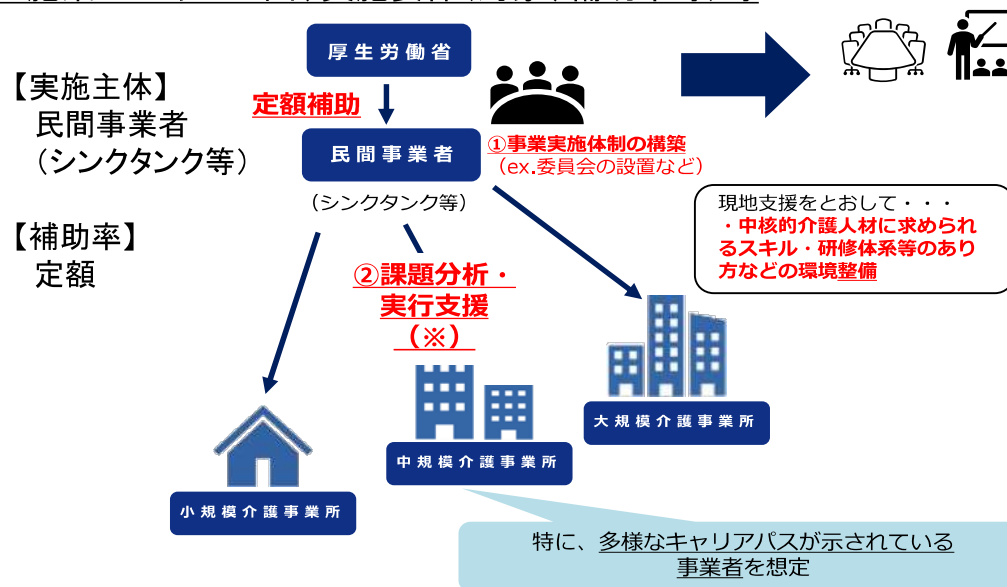 厚生労働省
【実施主体】
民間事業者
（シンクタンク等）
定額補助
民間事業者
（シンクタンク等）
①事業実施体制の構築
（ex.委員会の設置など）
【補助率】
定額
②課題分析・
実行支援
（※）
現地支援をとおして・・・
・中核的介護人材に求められ
るスキル・研修体系等のあり
方などの環境整備
大規模介護事業所
中規模介護事業所
小規模介護事業所
特に、多様なキャリアパスが示されている
事業者を想定